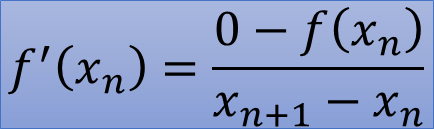 f′(xₙ) = (0 − f(xₙ)) / (xₙ₊₁ − xₙ)